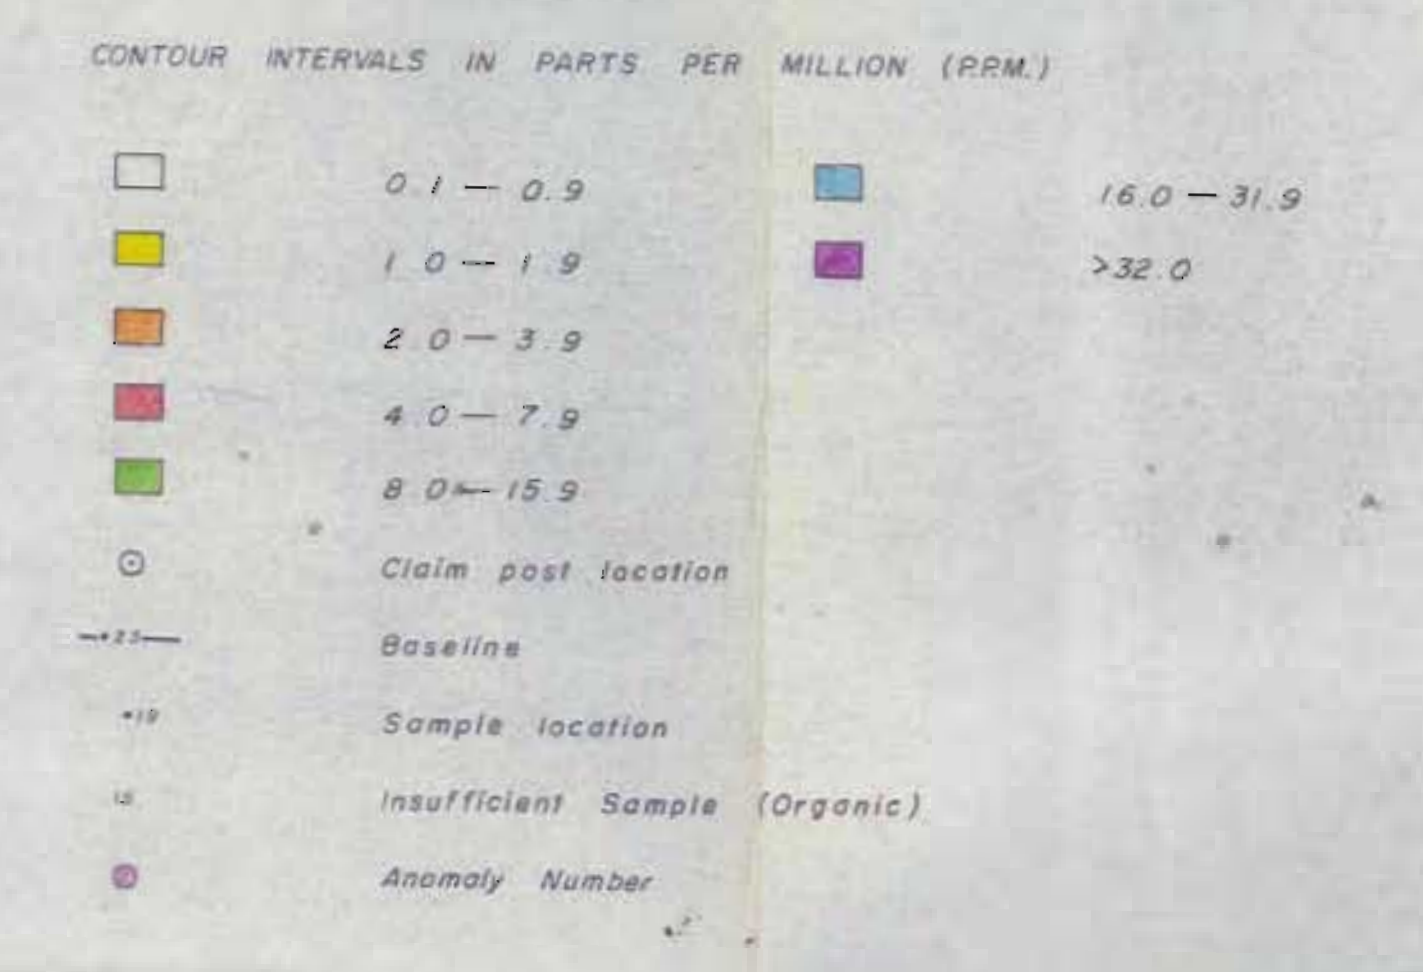 CONTOUR INTERVALS IN PARTS PER MILLION (P.P.M.)
0.1 — 0.9
1.0 — 1.9
2.0 — 3.9
4.0 — 7.9
8.0 — 15.9
16.0 — 31.9
>32.0
Claim post location
Baseline
Sample location
Insufficient Sample (Organic)
Anomaly Number